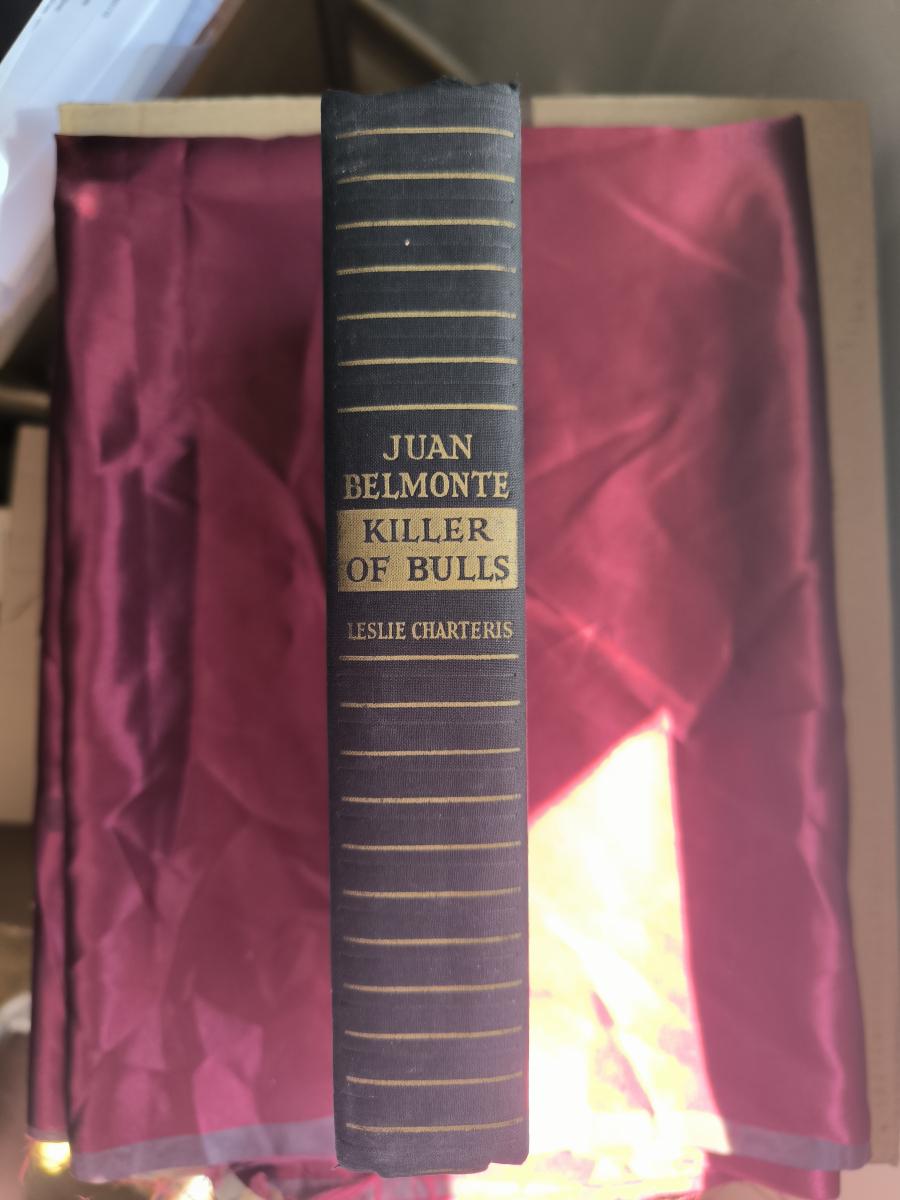 JUAN
BELMONTE
KILLER
OF BULLS
LESLIE CHARTERIS